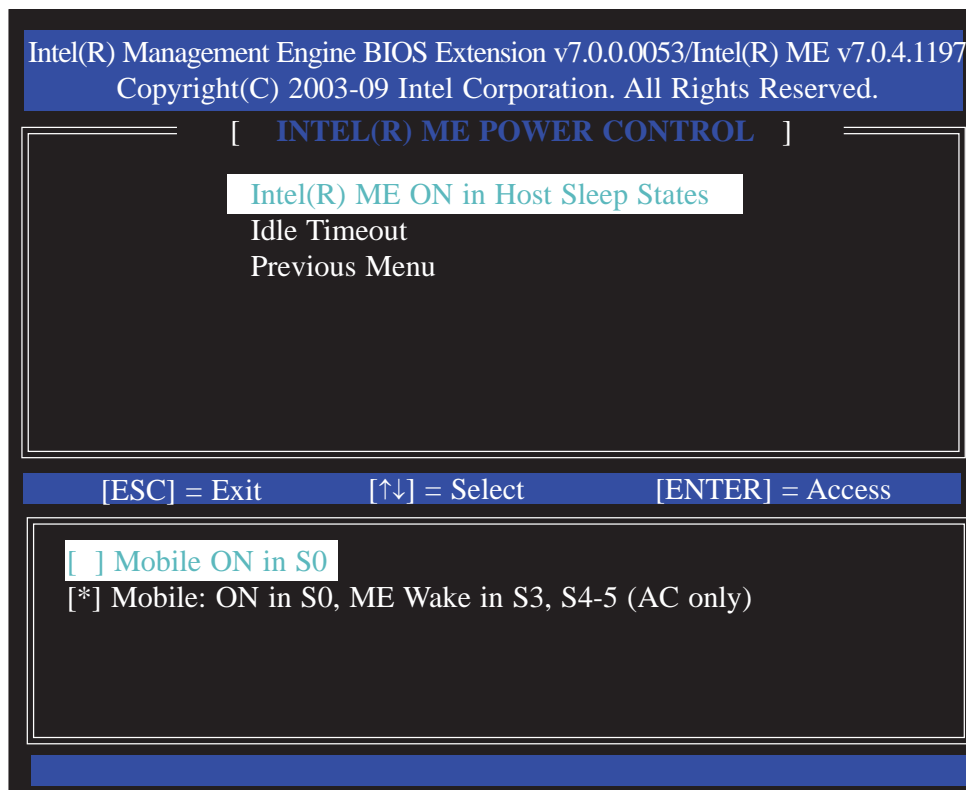 Intel(R) Management Engine BIOS Extension v7.0.0.0053/Intel(R) ME v7.0.4.1197
Copyright(C) 2003-09 Intel Corporation. All Rights Reserved.
[ INTEL(R) ME POWER CONTROL ]
Intel(R) ME ON in Host Sleep States
Idle Timeout
Previous Menu
[ESC] = Exit [↑↓] = Select [ENTER] = Access
[ ] Mobile ON in S0
[*] Mobile: ON in S0, ME Wake in S3, S4-5 (AC only)